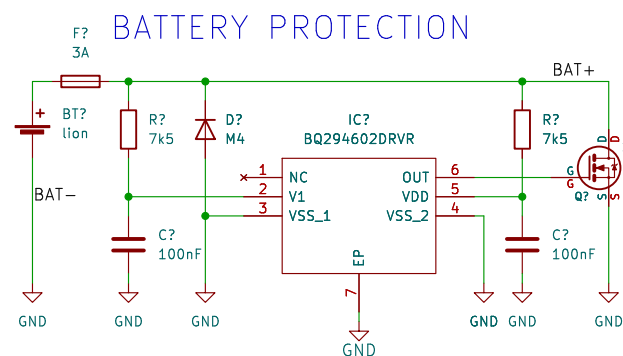 BATTERY PROTECTION
F?
3A
BAT+
BT?
lion
R?
7k5
D?
M4
IC?
BQ294602DRVR
R?
7k5
D
D
1
NC
OUT
6
G
G
Q?
S
S
2
V1
VDD
5
3
VSS_1
VSS_2
4
BAT-
C?
100nF
EP
7
C?
100nF
GND
GND
GND
GND
GND
GND
GND